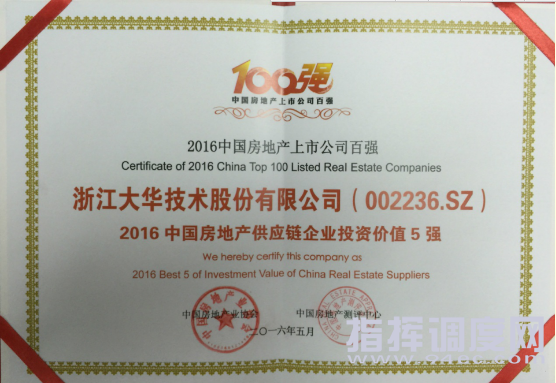 100强
中国房地产上市公司百强
2016中国房地产上市公司百强
Certificate of 2016 China Top 100 Listed Real Estate Companies
浙江大华技术股份有限公司（002236.SZ）
2016 中国房地产供应链企业投资价值 5 强
We hereby certify this company as
2016 Best 5 of Investment Value of China Real Estate Suppliers
中国房地产业协会 中国房地产测评中心
二〇一六年五月
指挥调度网